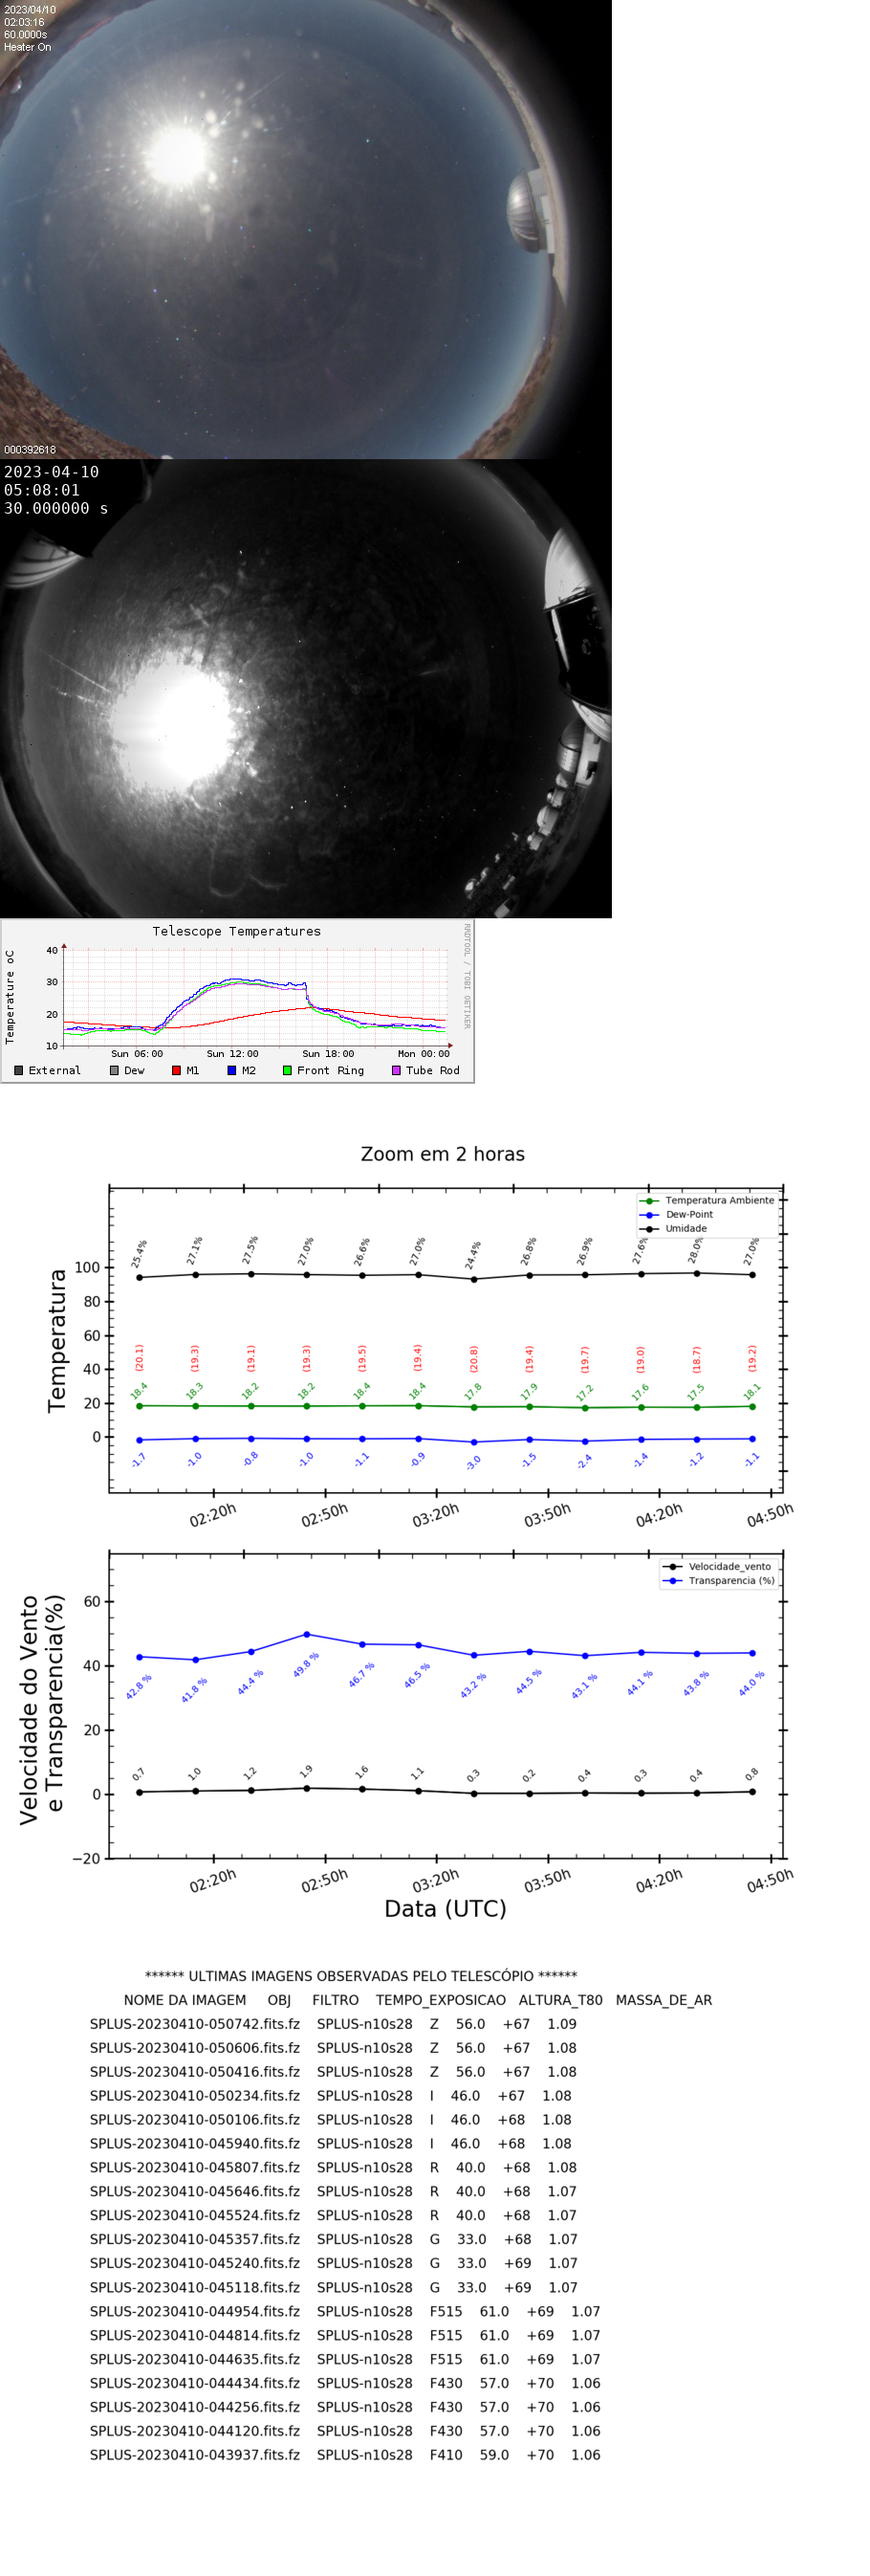 2023/04/10
02:03:16
60.0000s
Heater On
000392618
2023-04-10
05:08:01
30.000000 s
Telescope Temperatures
RRDTOOL / TOBI OETIKER
Temperature oC
40
30
20
10
Sun 06:00 Sun 12:00 Sun 18:00 Mon 00:00
External Dew M1 M2 Front Ring Tube Rod
Zoom em 2 horas
Temperatura Ambiente
Dew-Point
Umidade
Temperatura
100
80
60
40
20
0
25.4% 27.1% 27.5% 27.0% 26.6% 27.0% 24.4% 26.8% 26.9% 27.6% 28.0% 27.0%
(20.1) (19.3) (19.1) (19.3) (19.5) (19.4) (20.8) (19.4) (19.7) (19.0) (18.7) (19.2)
18.4 18.3 18.2 18.2 18.4 18.4 17.8 17.9 17.2 17.6 17.5 18.1
-1.7 -1.0 -0.8 -1.0 -1.1 -0.9 -3.0 -1.5 -2.4 -1.4 -1.2 -1.1
02:20h 02:50h 03:20h 03:50h 04:20h 04:50h
Velocidade_vento
Transparencia (%)
Velocidade do Vento
e Transparencia(%)
60
40
20
0
−20
42.8 % 41.8 % 44.4 % 49.8 % 46.7 % 46.5 % 43.2 % 44.5 % 43.1 % 44.1 % 43.8 % 44.0 %
0.7 1.0 1.2 1.9 1.6 1.1 0.3 0.2 0.4 0.3 0.4 0.8
02:20h 02:50h 03:20h 03:50h 04:20h 04:50h
Data (UTC)
****** ULTIMAS IMAGENS OBSERVADAS PELO TELESCÓPIO ******
NOME DA IMAGEM OBJ FILTRO TEMPO_EXPOSICAO ALTURA_T80 MASSA_DE_AR
SPLUS-20230410-050742.fits.fz SPLUS-n10s28 Z 56.0 +67 1.09
SPLUS-20230410-050606.fits.fz SPLUS-n10s28 Z 56.0 +67 1.08
SPLUS-20230410-050416.fits.fz SPLUS-n10s28 Z 56.0 +67 1.08
SPLUS-20230410-050234.fits.fz SPLUS-n10s28 I 46.0 +67 1.08
SPLUS-20230410-050106.fits.fz SPLUS-n10s28 I 46.0 +68 1.08
SPLUS-20230410-045940.fits.fz SPLUS-n10s28 I 46.0 +68 1.08
SPLUS-20230410-045807.fits.fz SPLUS-n10s28 R 40.0 +68 1.08
SPLUS-20230410-045646.fits.fz SPLUS-n10s28 R 40.0 +68 1.07
SPLUS-20230410-045524.fits.fz SPLUS-n10s28 R 40.0 +68 1.07
SPLUS-20230410-045357.fits.fz SPLUS-n10s28 G 33.0 +68 1.07
SPLUS-20230410-045240.fits.fz SPLUS-n10s28 G 33.0 +69 1.07
SPLUS-20230410-045118.fits.fz SPLUS-n10s28 G 33.0 +69 1.07
SPLUS-20230410-044954.fits.fz SPLUS-n10s28 F515 61.0 +69 1.07
SPLUS-20230410-044814.fits.fz SPLUS-n10s28 F515 61.0 +69 1.07
SPLUS-20230410-044635.fits.fz SPLUS-n10s28 F515 61.0 +69 1.07
SPLUS-20230410-044434.fits.fz SPLUS-n10s28 F430 57.0 +70 1.06
SPLUS-20230410-044256.fits.fz SPLUS-n10s28 F430 57.0 +70 1.06
SPLUS-20230410-044120.fits.fz SPLUS-n10s28 F430 57.0 +70 1.06
SPLUS-20230410-043937.fits.fz SPLUS-n10s28 F410 59.0 +70 1.06